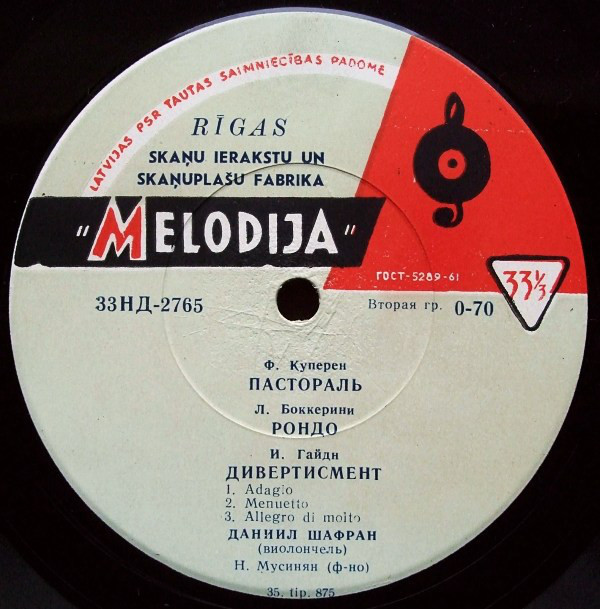 LATVIJAS PSR TAUTAS SAIMNIECĪBAS PADOME
RĪGAS
SKAŅU IERAKSTU UN
SKAŅUPLAŠU FABRIKA
"MELODIJA"
ГОСТ-5289-61
33⅓
33НД-2765
Вторая гр. 0-70
Ф. Куперен
ПАСТОРАЛЬ
Л. Боккерини
РОНДО
И. Гайдн
ДИВЕРТИСМЕНТ
1. Adagio
2. Menuetto
3. Allegro di molto
ДАНИИЛ ШАФРАН
(виолончель)
Н. Мусинян (ф-но)
35. tip. 875